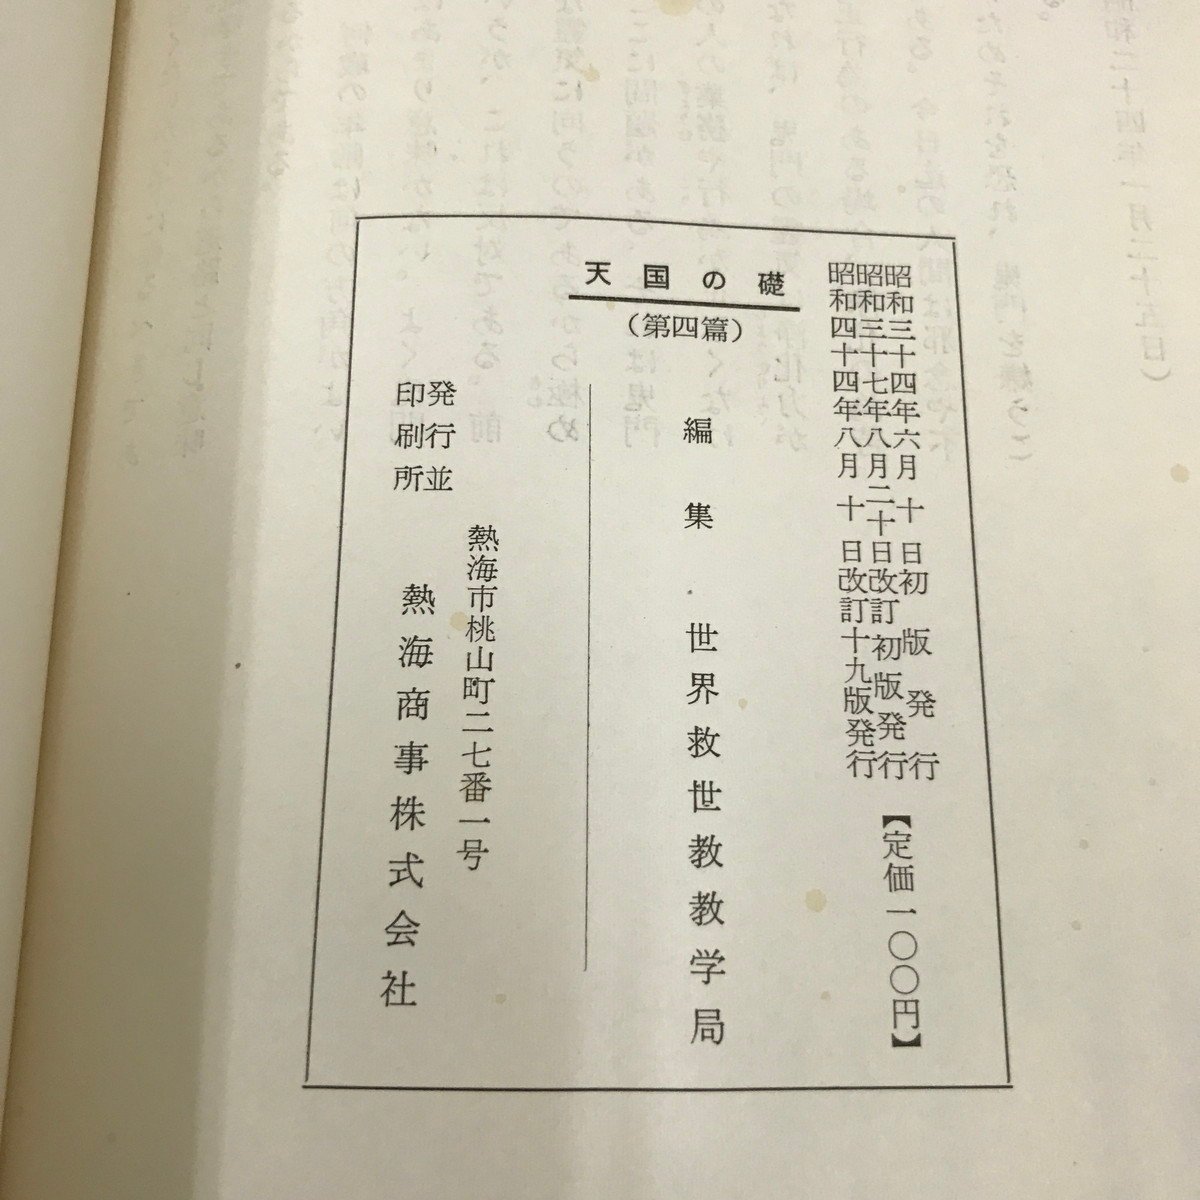 天国の礎
(第四篇)
昭和三十四年六月十日初版発行
昭和三十七年八月二十日改訂初版発行
昭和四十四年八月十日改訂十九版発行
【定価一〇〇円】
編集 世界救世教教学局
発行並
印刷所
熱海市桃山町二七番一号
熱海商事株式会社